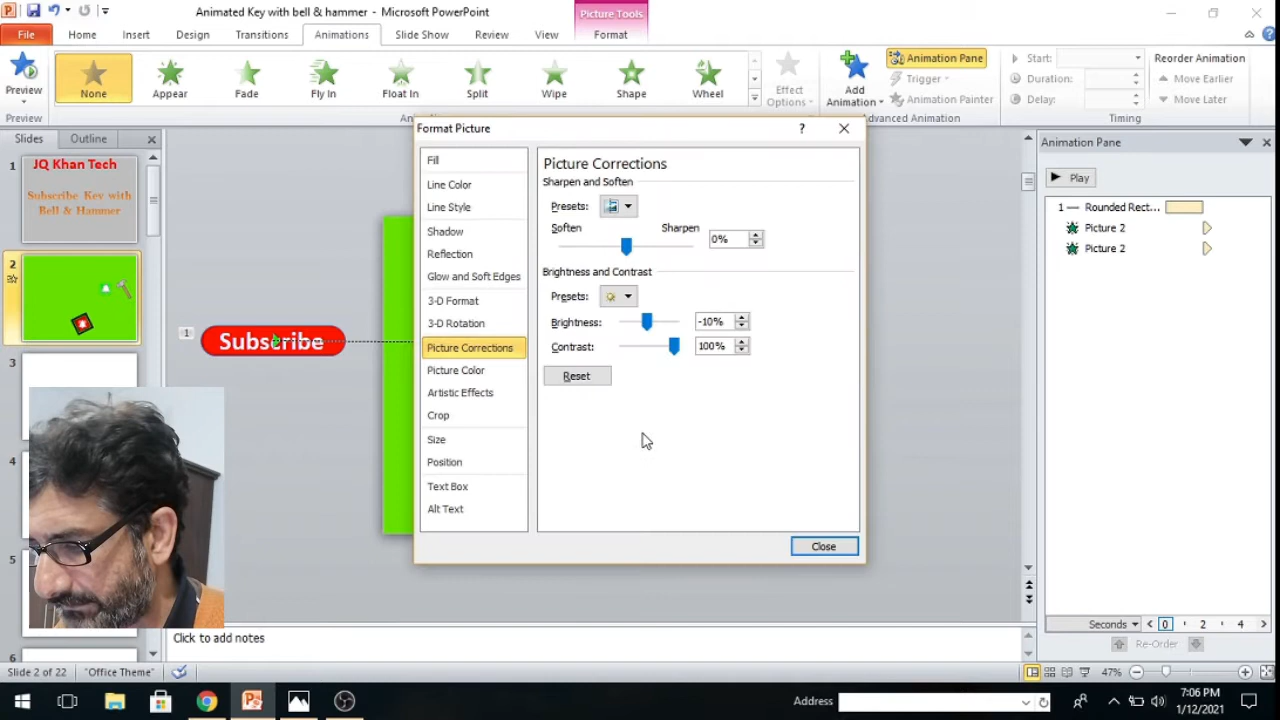 Animated Key with bell & hammer - Microsoft PowerPoint
Picture Tools
File Home Insert Design Transitions Animations Slide Show Review View Format
Preview None Appear Fade Fly In Float In Split Wipe Shape Wheel Effect Options Add Animation Animation Pane Trigger Animation Painter Start: Duration: Delay: Reorder Animation Move Earlier Move Later
Preview Timing
Slides Outline
1 JQ Khan Tech
Subscribe Key with
Bell & Hammer
2
3
4
5
6
1 Subscribe
Format Picture ?
Fill
Line Color
Line Style
Shadow
Reflection
Glow and Soft Edges
3-D Format
3-D Rotation
Picture Corrections
Picture Color
Artistic Effects
Crop
Size
Position
Text Box
Alt Text
Picture Corrections
Sharpen and Soften
Presets:
Soften Sharpen
0%
Brightness and Contrast
Presets:
Brightness: -10%
Contrast: 100%
Reset
Close
Animation Pane
Play
1 Rounded Rect...
Picture 2
Picture 2
Seconds 0 2 4
Re-Order
Click to add notes
Slide 2 of 22 "Office Theme" 47%
Address
7:06 PM
1/12/2021